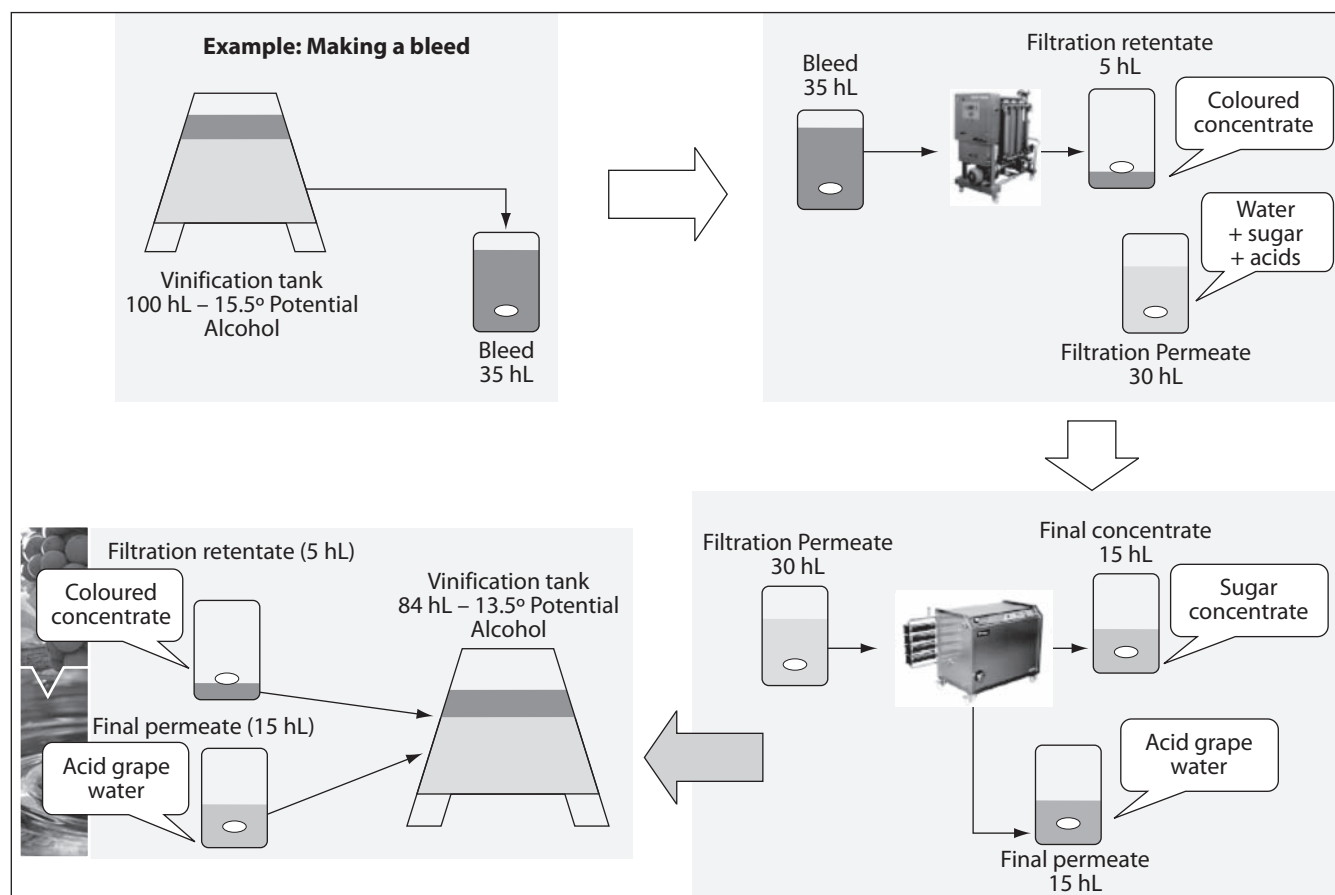 Example: Making a bleed
Vinification tank
100 hL – 15.5º Potential
Alcohol
Bleed
35 hL
Bleed
35 hL
Filtration retentate
5 hL
Coloured
concentrate
Water
+ sugar
+ acids
Filtration Permeate
30 hL
Filtration Permeate
30 hL
Final concentrate
15 hL
Sugar
concentrate
Acid grape
water
Final permeate
15 hL
Filtration retentate (5 hL)
Coloured
concentrate
Vinification tank
84 hL – 13.5º Potential
Alcohol
Final permeate (15 hL)
Acid grape
water